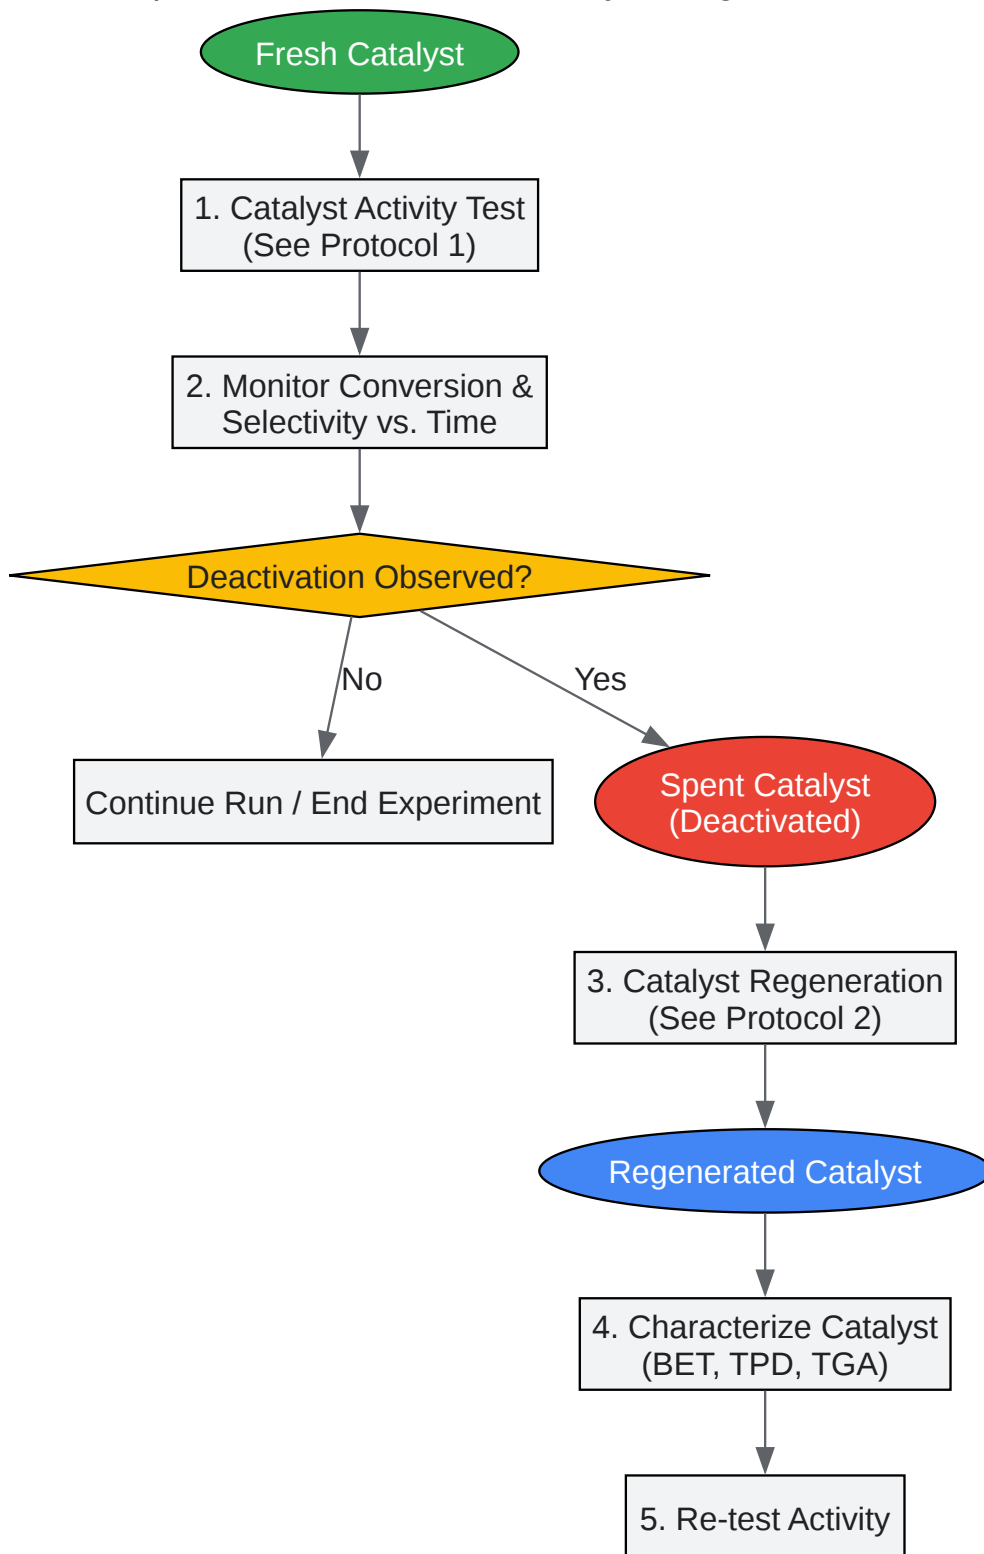 Fresh Catalyst
1. Catalyst Activity Test
(See Protocol 1)
2. Monitor Conversion &
Selectivity vs. Time
Deactivation Observed?
No
Yes
Continue Run / End Experiment
Spent Catalyst
(Deactivated)
3. Catalyst Regeneration
(See Protocol 2)
Regenerated Catalyst
4. Characterize Catalyst
(BET, TPD, TGA)
5. Re-test Activity